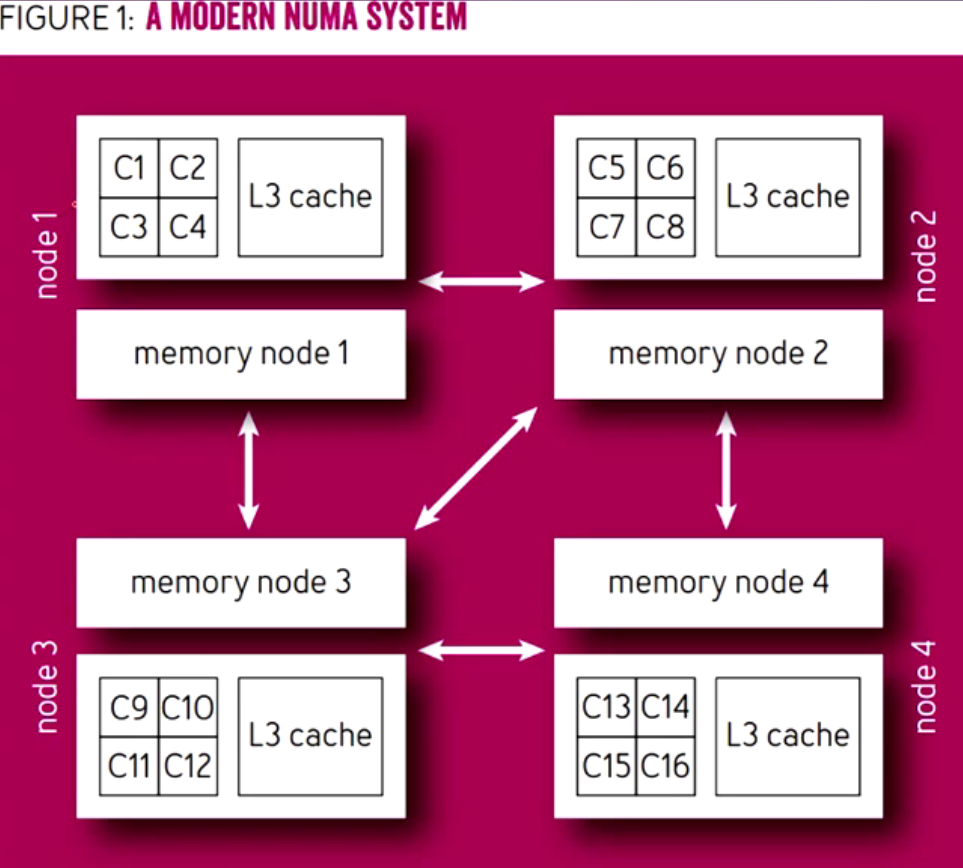 FIGURE 1: A MODERN NUMA SYSTEM
node 1
C1 C2
C3 C4
L3 cache
memory node 1
C5 C6
C7 C8
L3 cache
memory node 2
node 2
node 3
memory node 3
C9 C10
C11 C12
L3 cache
memory node 4
C13 C14
C15 C16
L3 cache
node 4